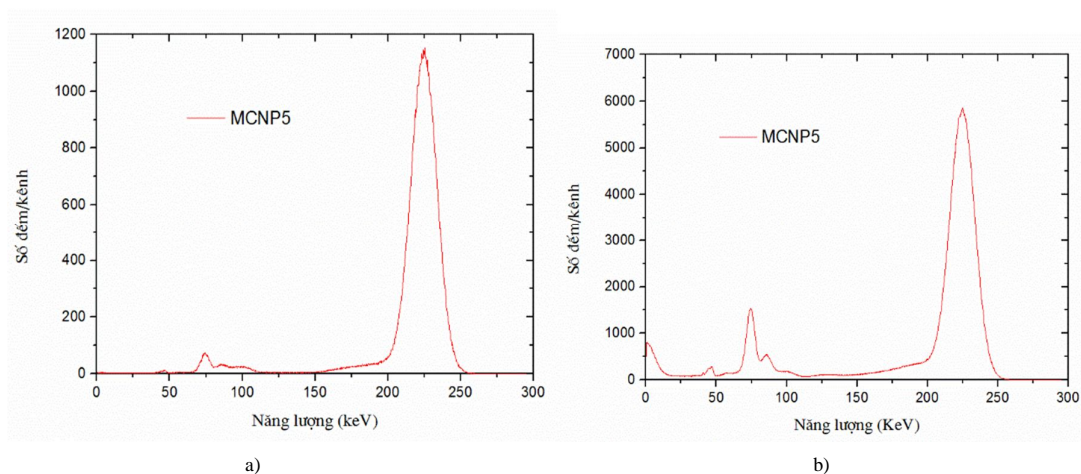 1200
1000
800
600
400
200
0
Số đếm/kênh
MCNP5
0 50 100 150 200 250 300
Năng lượng (keV)
a)
7000
6000
5000
4000
3000
2000
1000
0
Số đếm/kênh
MCNP5
0 50 100 150 200 250 300
Năng lượng (KeV)
b)